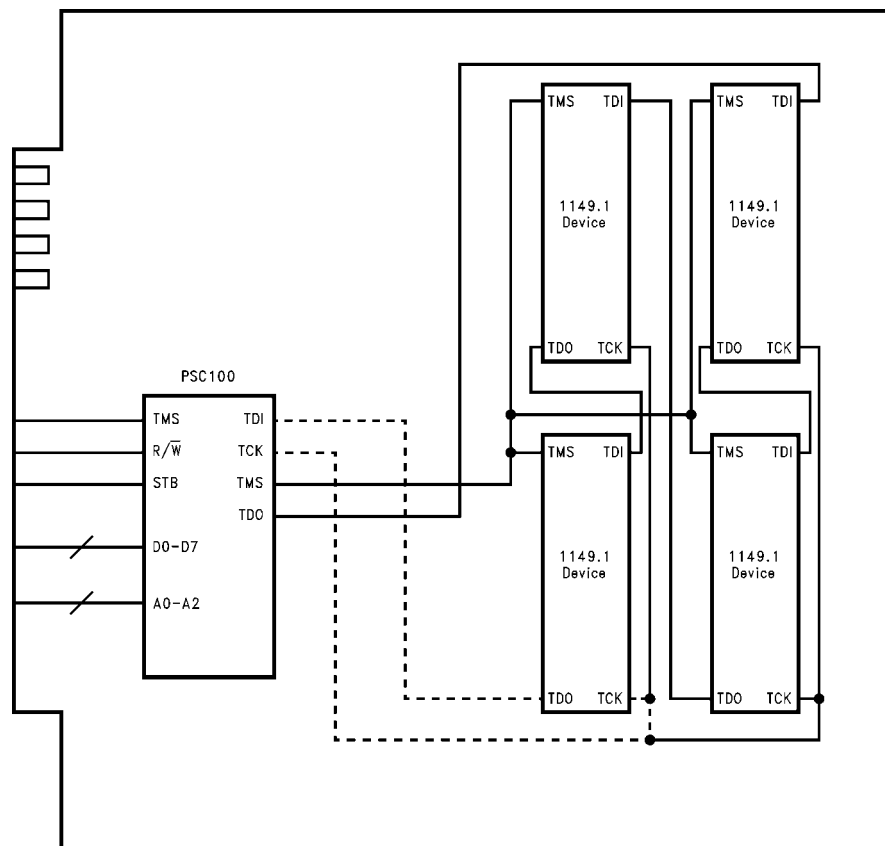 TMS TDI
TMS TDI
1149.1
Device
1149.1
Device
TDO TCK
TDO TCK
PSC100
TMS TDI
R/W̅ TCK
STB TMS
TDO
D0-D7
A0-A2
TMS TDI
TMS TDI
1149.1
Device
1149.1
Device
TDO TCK
TDO TCK